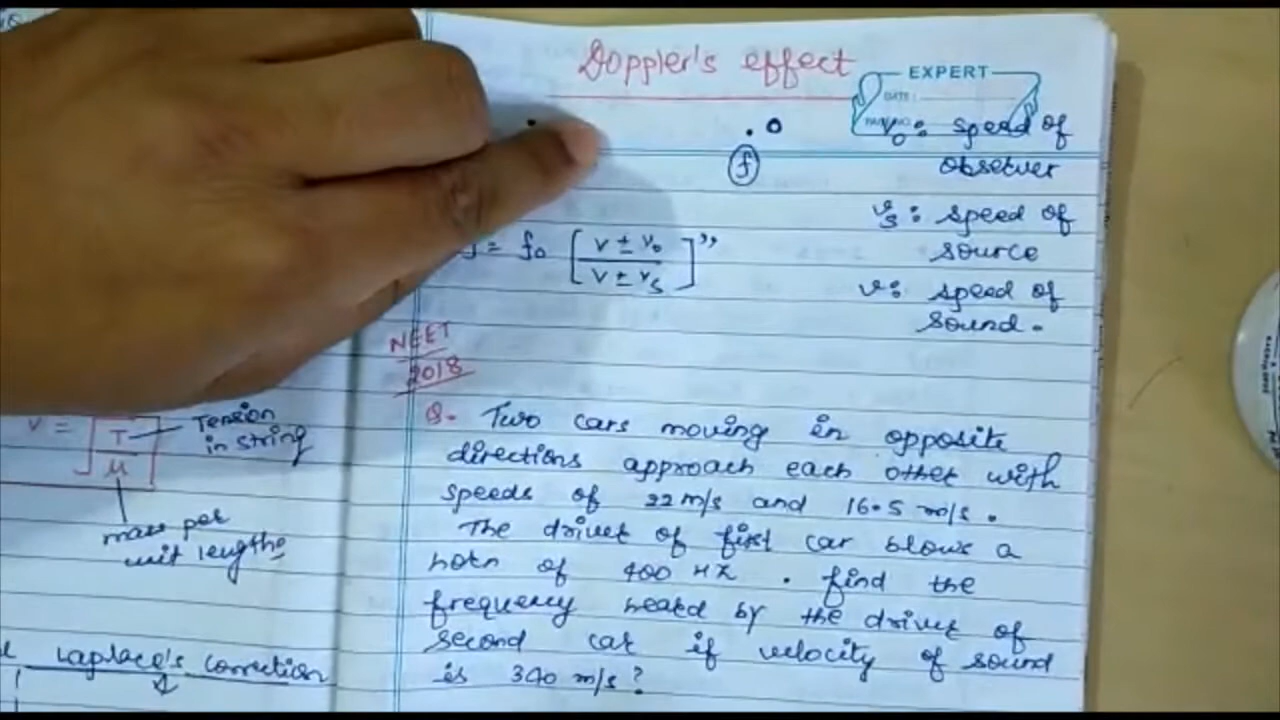 Doppler's effect
EXPERT
DATE :
. o
f
v₀ : speed of
observer
vₛ : speed of
source
v : speed of
sound.
= f₀ [ v ± v₀ / v ± vₛ ]”
NEET
2018
Q. Two cars moving in opposite
directions approach each other with
speeds of 22 m/s and 16.5 m/s.
The driver of first car blows a
horn of 400 Hz. find the
frequency heard by the driver of
second car if velocity of sound
is 340 m/s?
v = √ T / μ
Tension
in string
mass per
unit length
Laplace's correction